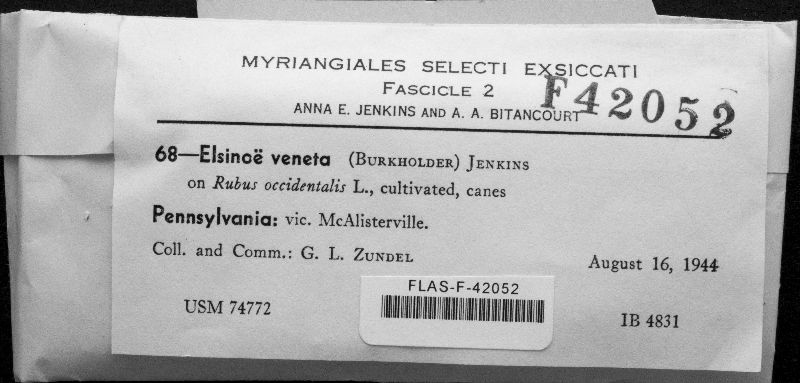 MYRIANGIALES SELECTI EXSICCATI
FASCICLE 2
F42052
ANNA E. JENKINS AND A. A. BITANCOURT
68—Elsinoë veneta (BURKHOLDER) JENKINS
on Rubus occidentalis L., cultivated, canes
Pennsylvania: vic. McAlisterville.
Coll. and Comm.: G. L. ZUNDEL
August 16, 1944
FLAS-F-42052
USM 74772
IB 4831